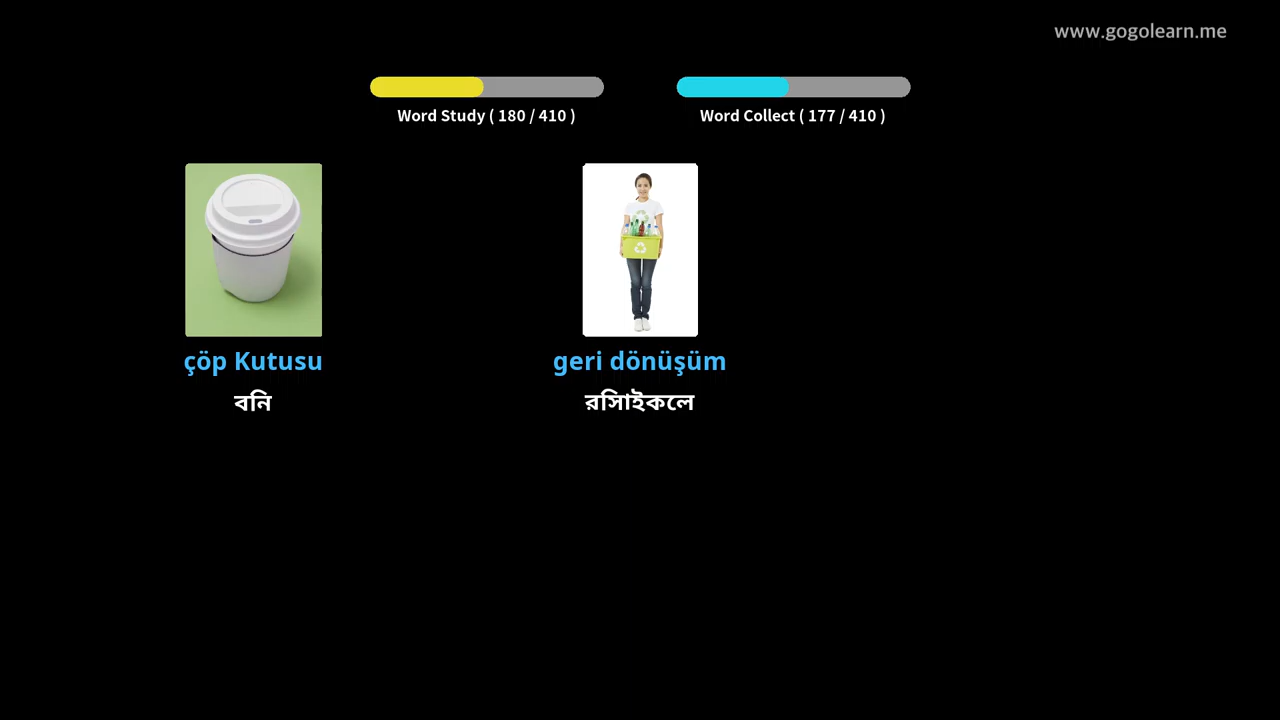 www.gogolearn.me
Word Study ( 180 / 410 )
Word Collect ( 177 / 410 )
çöp Kutusu
geri dönüşüm
বনি
রসিাইকলে